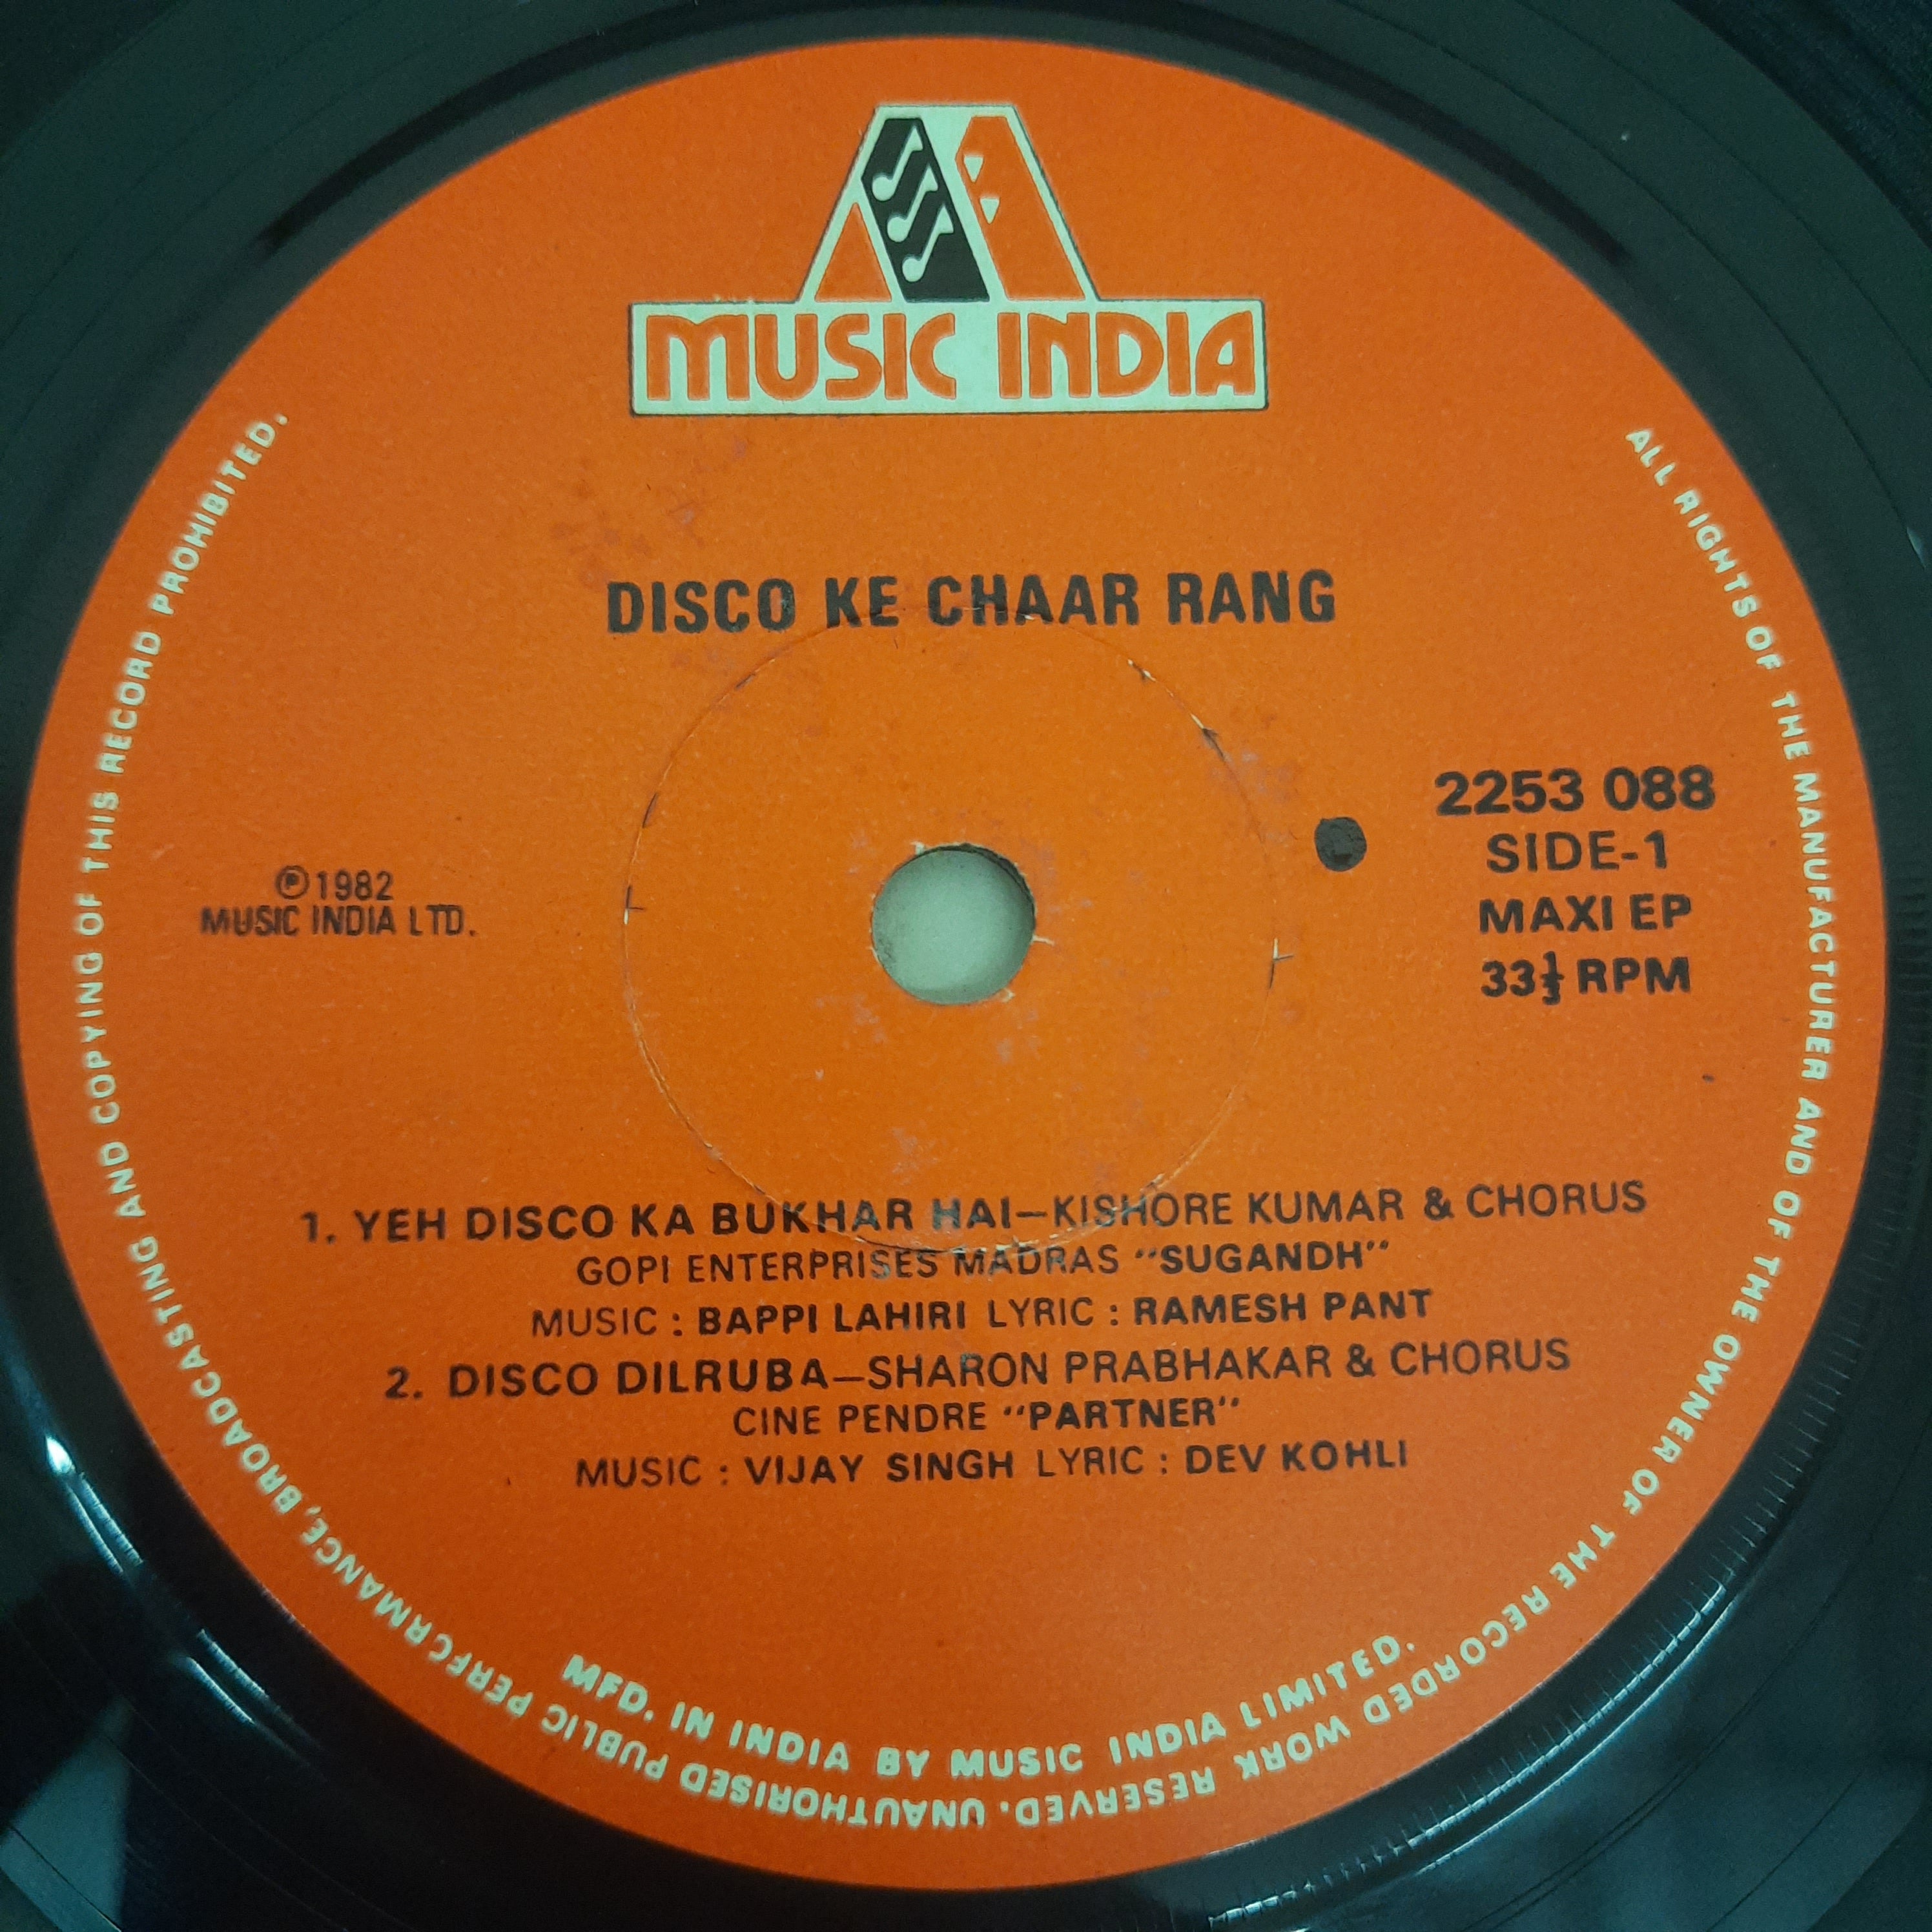 MUSIC INDIA
DISCO KE CHAAR RANG
2253 088
SIDE-1
MAXI EP
33⅓ RPM
℗1982
MUSIC INDIA LTD.
1. YEH DISCO KA BUKHAR HAI—KISHORE KUMAR & CHORUS
GOPI ENTERPRISES MADRAS "SUGANDH"
MUSIC : BAPPI LAHIRI LYRIC : RAMESH PANT
2. DISCO DILRUBA—SHARON PRABHAKAR & CHORUS
CINE PENDRE "PARTNER"
MUSIC : VIJAY SINGH LYRIC : DEV KOHLI
MFD. IN INDIA BY MUSIC INDIA LIMITED.
ALL RIGHTS OF THE MANUFACTURER AND OF THE OWNER OF THE RECORDED WORK RESERVED. UNAUTHORISED PUBLIC PERFORMANCE, BROADCASTING AND COPYING OF THIS RECORD PROHIBITED.